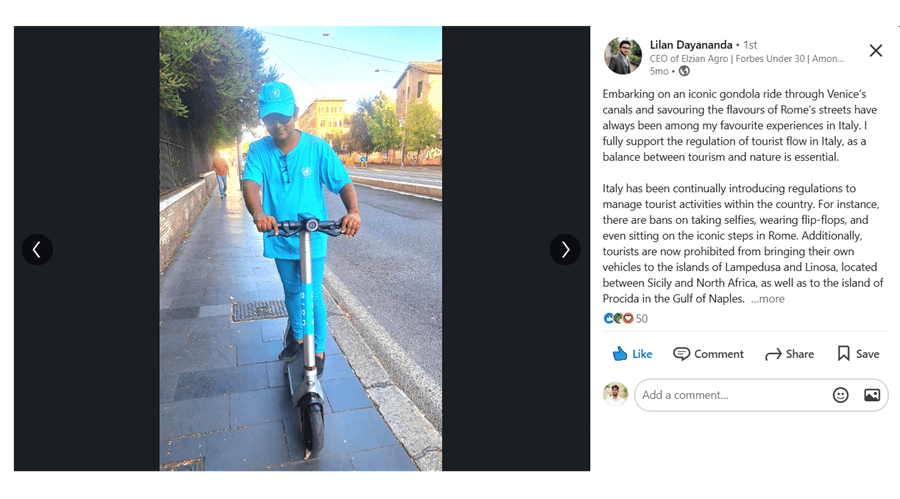 Lilan Dayananda • 1st
CEO of Elzian Agro | Forbes Under 30 | Amon...
5mo •
Embarking on an iconic gondola ride through Venice's
canals and savouring the flavours of Rome's streets have
always been among my favourite experiences in Italy. I
fully support the regulation of tourist flow in Italy, as a
balance between tourism and nature is essential.
Italy has been continually introducing regulations to
manage tourist activities within the country. For instance,
there are bans on taking selfies, wearing flip-flops, and
even sitting on the iconic steps in Rome. Additionally,
tourists are now prohibited from bringing their own
vehicles to the islands of Lampedusa and Linosa, located
between Sicily and North Africa, as well as to the island of
Procida in the Gulf of Naples. ...more
50
Like Comment Share Save
Add a comment...